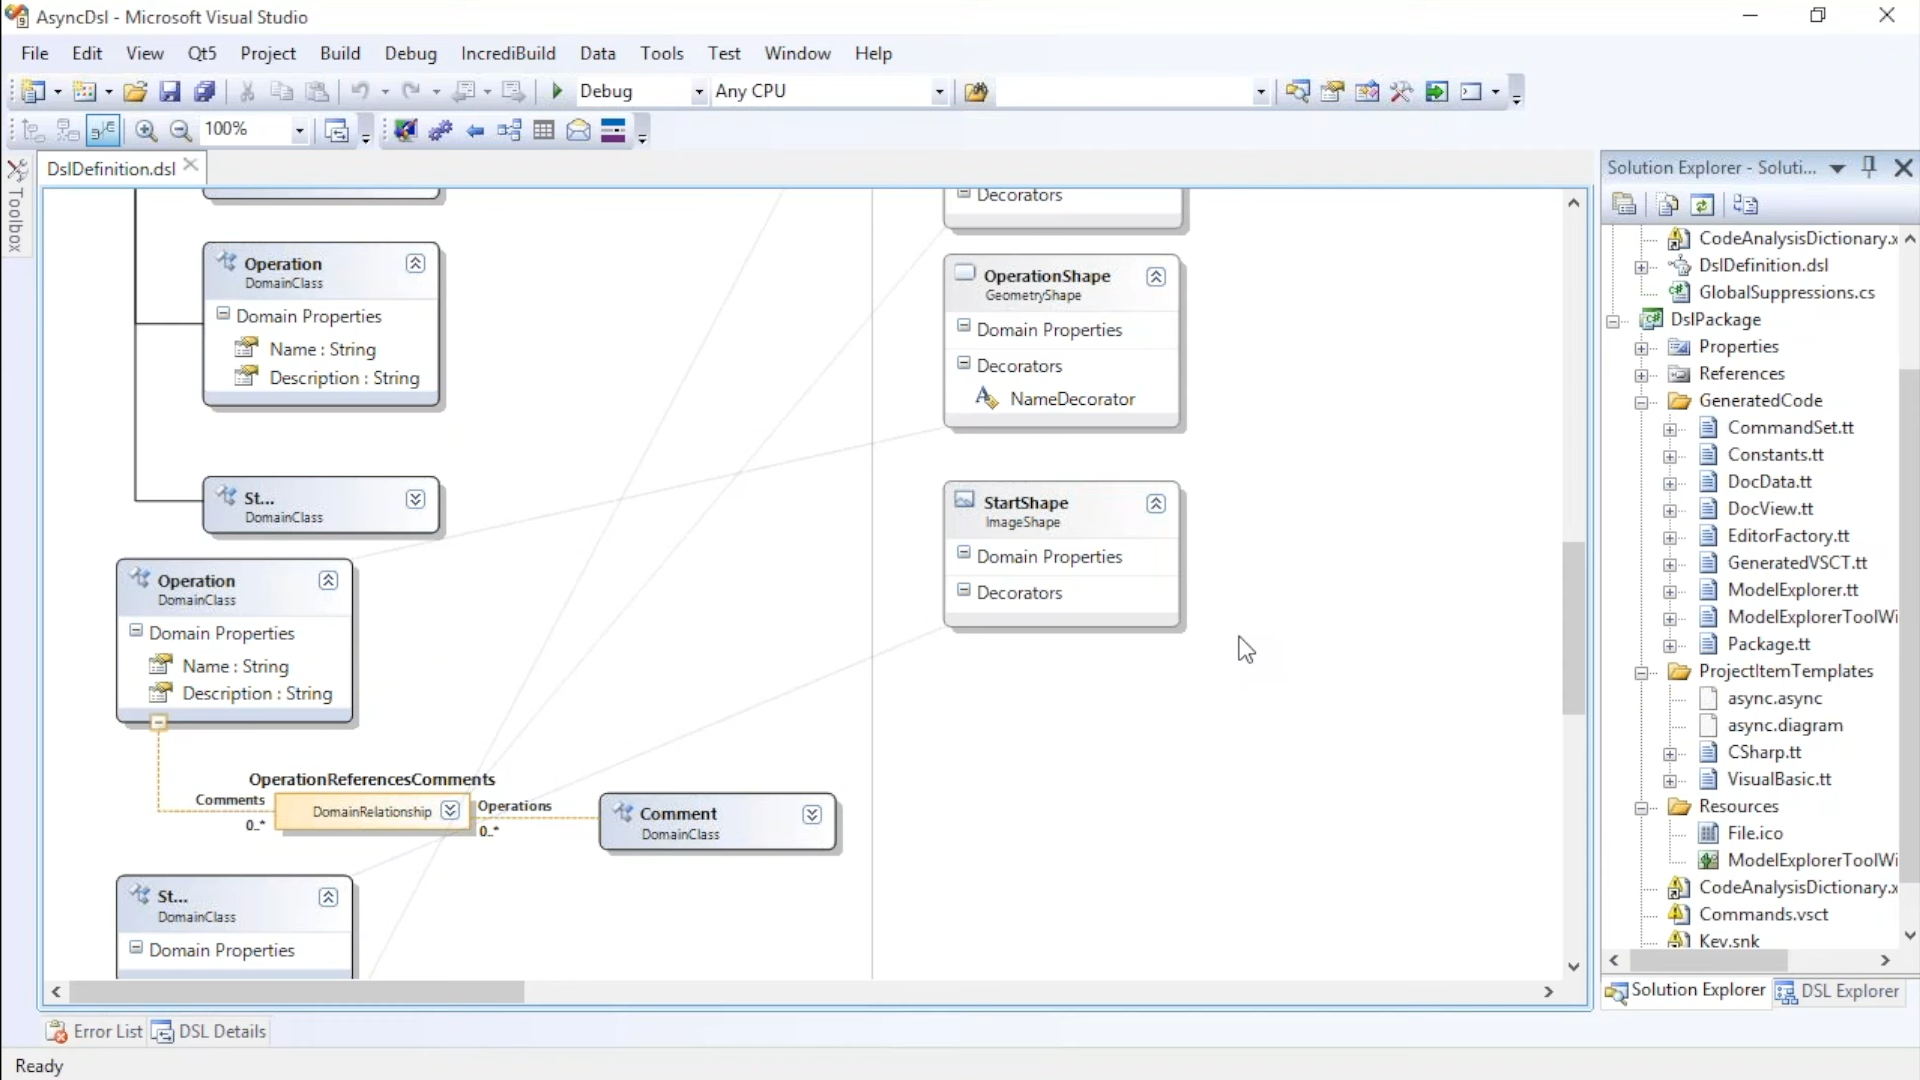 AsyncDsl - Microsoft Visual Studio
File Edit View Qt5 Project Build Debug IncrediBuild Data Tools Test Window Help
Debug Any CPU
100%
DslDefinition.dsl
Toolbox
Operation
DomainClass
Domain Properties
Name : String
Description : String
St...
DomainClass
Operation
DomainClass
Domain Properties
Name : String
Description : String
OperationReferencesComments
Comments
0..*
DomainRelationship
Operations
0..*
Comment
DomainClass
St...
DomainClass
Domain Properties
Decorators
OperationShape
GeometryShape
Domain Properties
Decorators
NameDecorator
StartShape
ImageShape
Domain Properties
Decorators
Solution Explorer - Soluti...
CodeAnalysisDictionary.x
DslDefinition.dsl
GlobalSuppressions.cs
DslPackage
Properties
References
GeneratedCode
CommandSet.tt
Constants.tt
DocData.tt
DocView.tt
EditorFactory.tt
GeneratedVSCT.tt
ModelExplorer.tt
ModelExplorerToolWi
Package.tt
ProjectItemTemplates
async.async
async.diagram
CSharp.tt
VisualBasic.tt
Resources
File.ico
ModelExplorerToolWi
CodeAnalysisDictionary.x
Commands.vsct
Key.snk
Solution Explorer DSL Explorer
Error List DSL Details
Ready